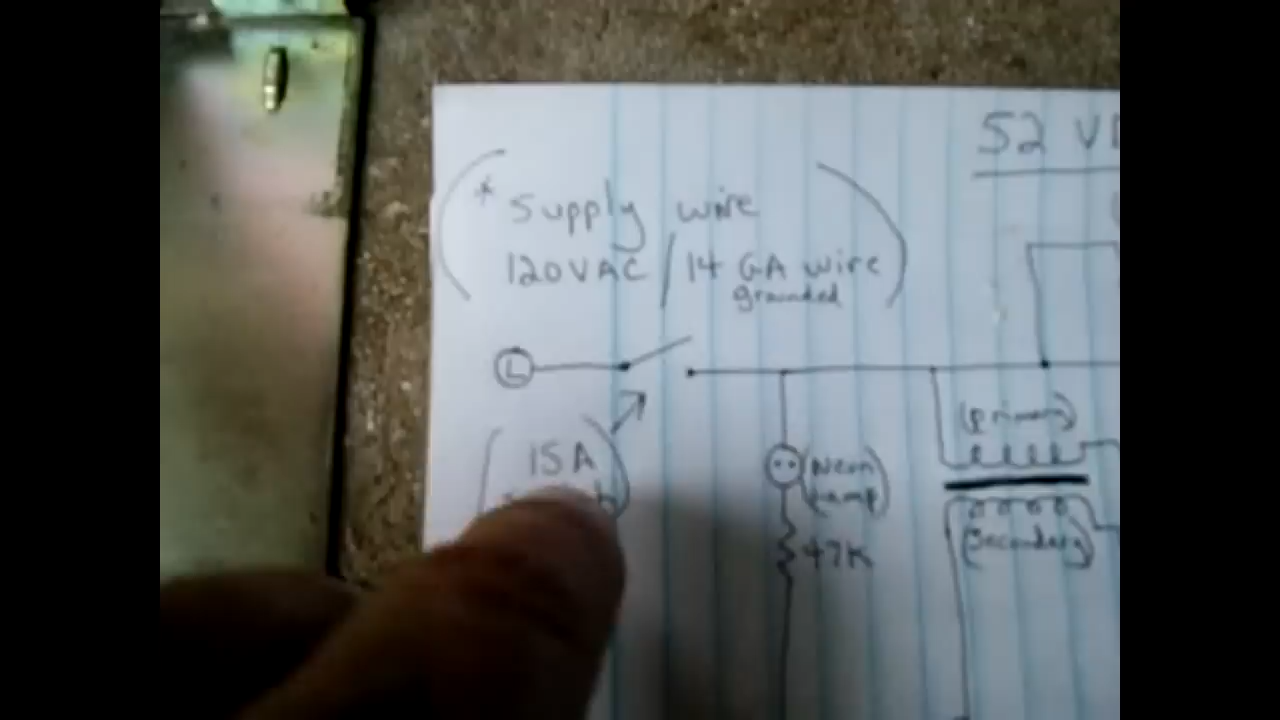 52 V
* Supply wire
120VAC / 14 GA wire
grounded
L
15A
(primary)
(Neon
Lamp)
47K
(Secondary)